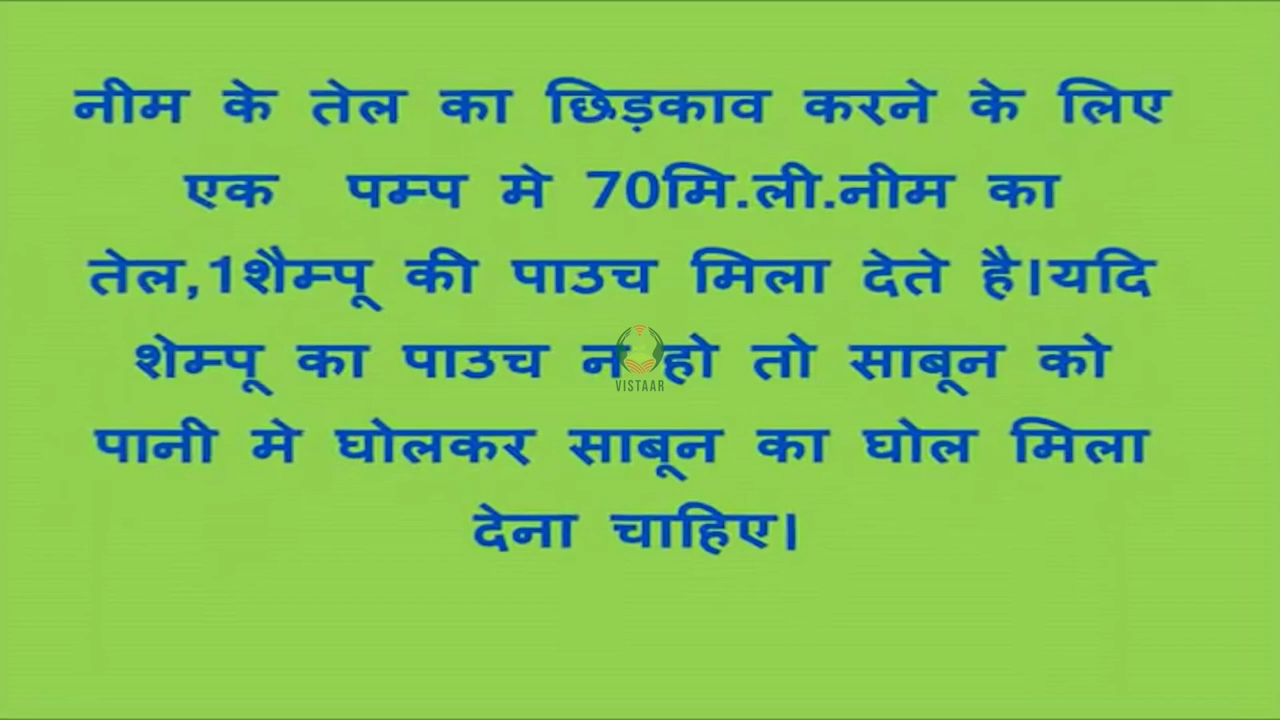 नीम के तेल का छिड़काव करने के लिए
एक पम्प मे 70मि.ली.नीम का
तेल,1शैम्पू की पाउच मिला देते है।यदि
शेम्पू का पाउच न हो तो साबून को
VISTAAR
पानी मे घोलकर साबून का घोल मिला
देना चाहिए।